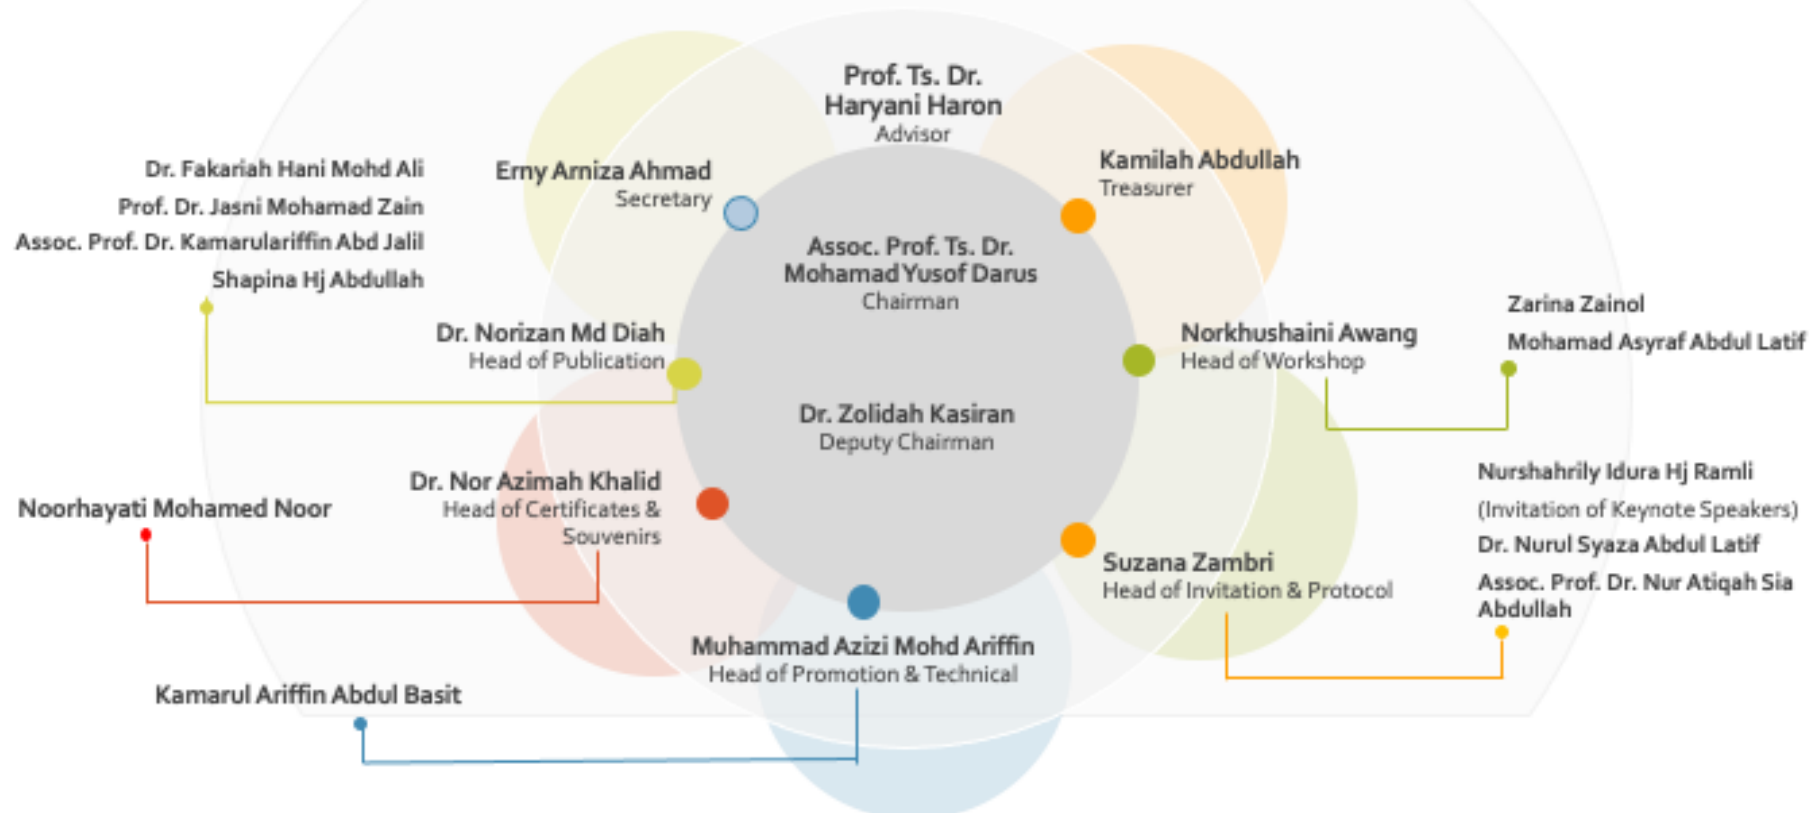 Prof. Ts. Dr.
Haryani Haron
Advisor
Assoc. Prof. Ts. Dr.
Mohamad Yusof Darus
Chairman
Dr. Zolidah Kasiran
Deputy Chairman
Erny Arniza Ahmad
Secretary
Kamilah Abdullah
Treasurer
Dr. Fakariah Hani Mohd Ali
Prof. Dr. Jasni Mohamad Zain
Assoc. Prof. Dr. Kamarulariffin Abd Jalil
Shapina Hj Abdullah
Dr. Norizan Md Diah
Head of Publication
Norkhushaini Awang
Head of Workshop
Zarina Zainol
Mohamad Asyraf Abdul Latif
Noorhayati Mohamed Noor
Dr. Nor Azimah Khalid
Head of Certificates &
Souvenirs
Suzana Zambri
Head of Invitation & Protocol
Nurshahrily Idura Hj Ramli
(Invitation of Keynote Speakers)
Dr. Nurul Syaza Abdul Latif
Assoc. Prof. Dr. Nur Atiqah Sia
Abdullah
Muhammad Azizi Mohd Ariffin
Head of Promotion & Technical
Kamarul Ariffin Abdul Basit